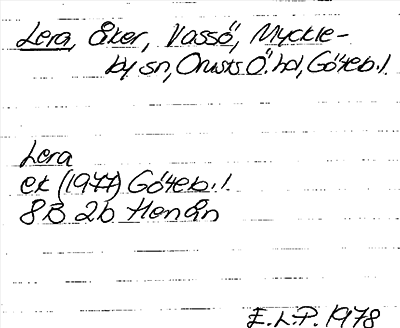 Lera, Åker, Vassö, Myckle-
by sn, Orusts Ö. hd, Göteb. l.
Lera
ek (1977) Göteb. l.
8B 2b Henån
E.L.P. 1978